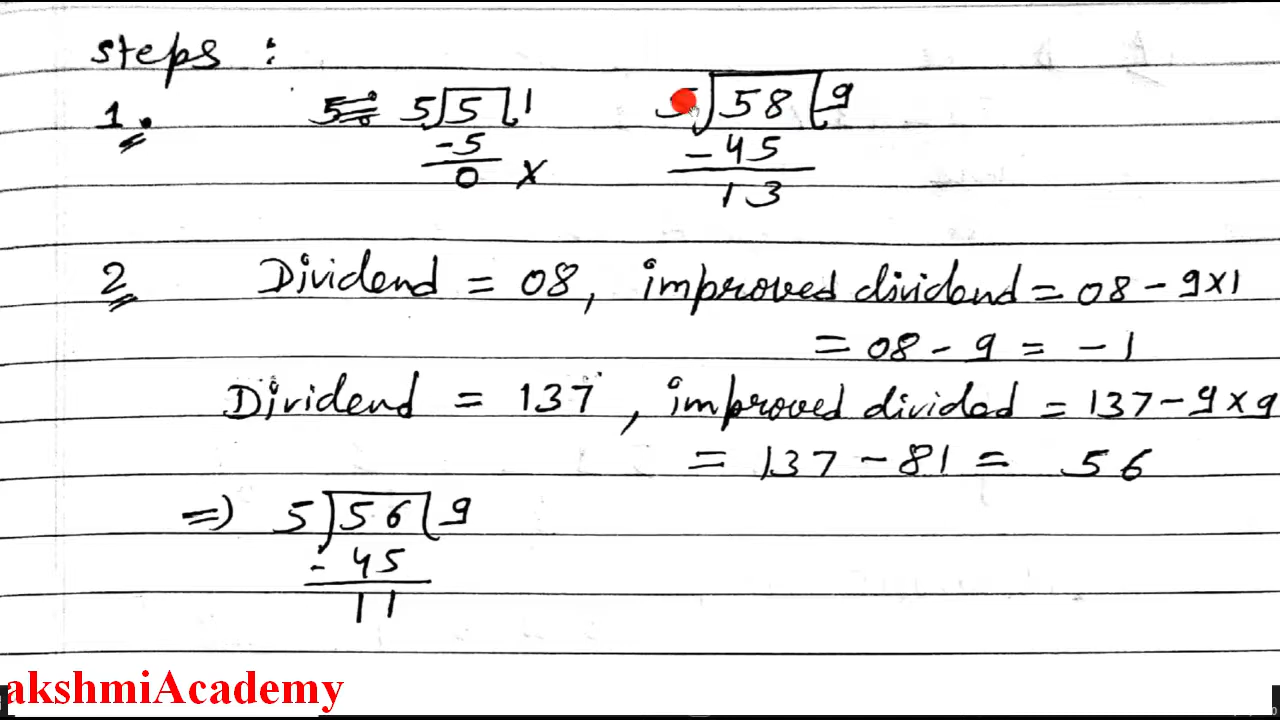 steps :
1. 5÷ 5) 5 ( 1 5) 58 ( 9
-5 - 45
0 × 13
2 Dividend = 08, improved dividend = 08 - 9×1
= 08 - 9 = - 1
Dividend = 137, improved divided = 137 - 9×9
= 137 - 81 = 56
=) 5) 56 ( 9
- 45
11
akshmiAcademy